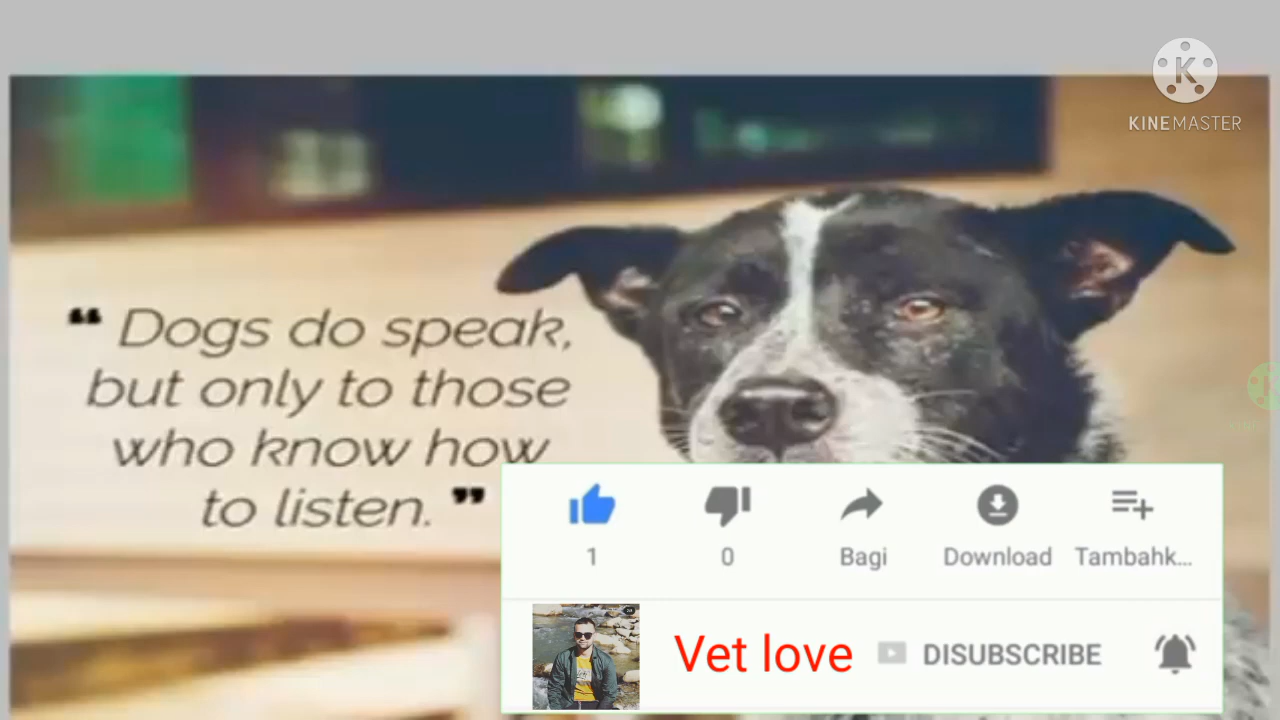 KINEMASTER
❝ Dogs do speak,
but only to those
who know how
to listen. ❞
1
0
Bagi
Download
Tambahk...
Vet love
DISUBSCRIBE